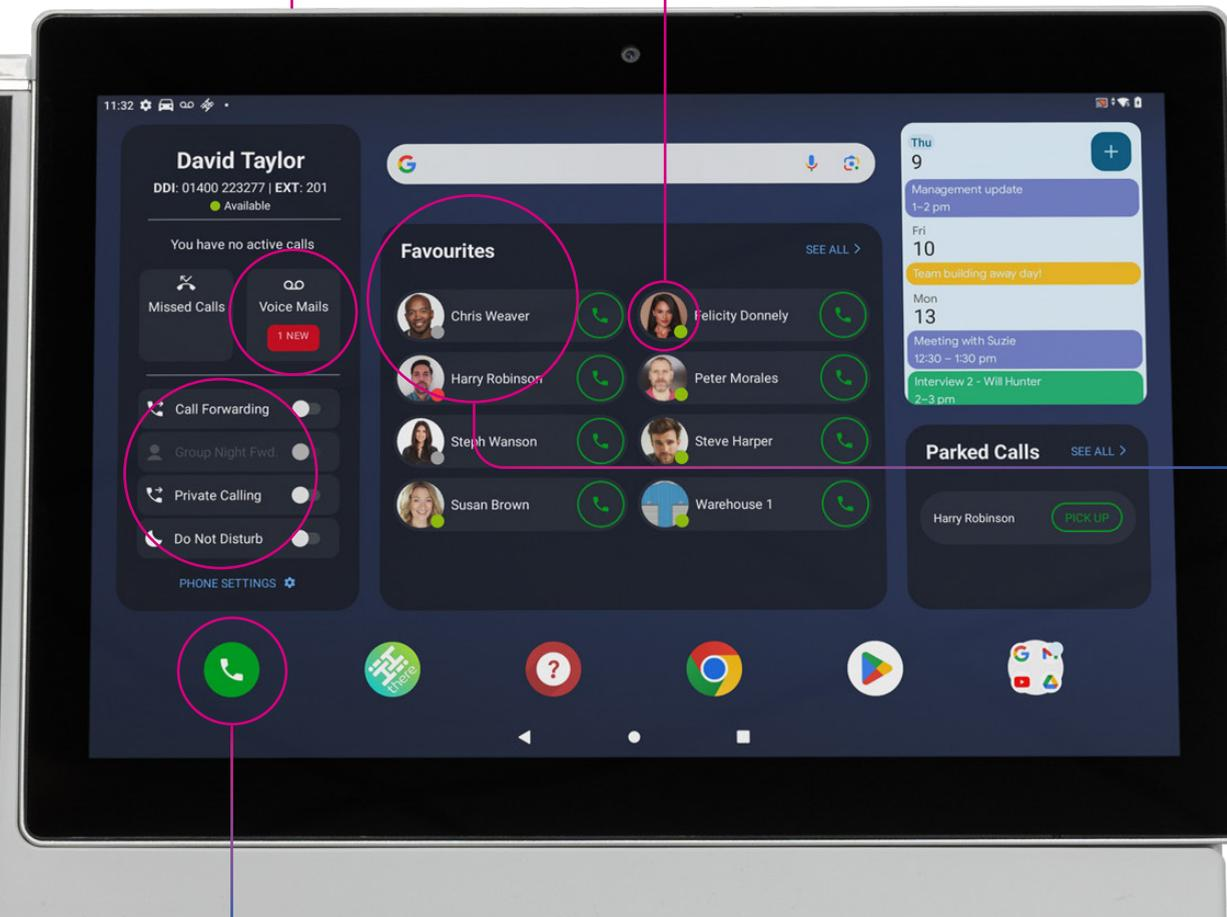 11:32
David Taylor
DDI: 01400 223277 | EXT: 201
Available
You have no active calls
Missed Calls
Voice Mails
1 NEW
Call Forwarding
Group Night Fwd.
Private Calling
Do Not Disturb
PHONE SETTINGS
G
Favourites
SEE ALL >
Chris Weaver
Felicity Donnely
Harry Robinson
Peter Morales
Steph Wanson
Steve Harper
Susan Brown
Warehouse 1
Thu
9
+
Management update
1–2 pm
Fri
10
Team building away day!
Mon
13
Meeting with Suzie
12:30 – 1:30 pm
Interview 2 - Will Hunter
2–3 pm
Parked Calls
SEE ALL >
Harry Robinson
PICK UP
there
?
G